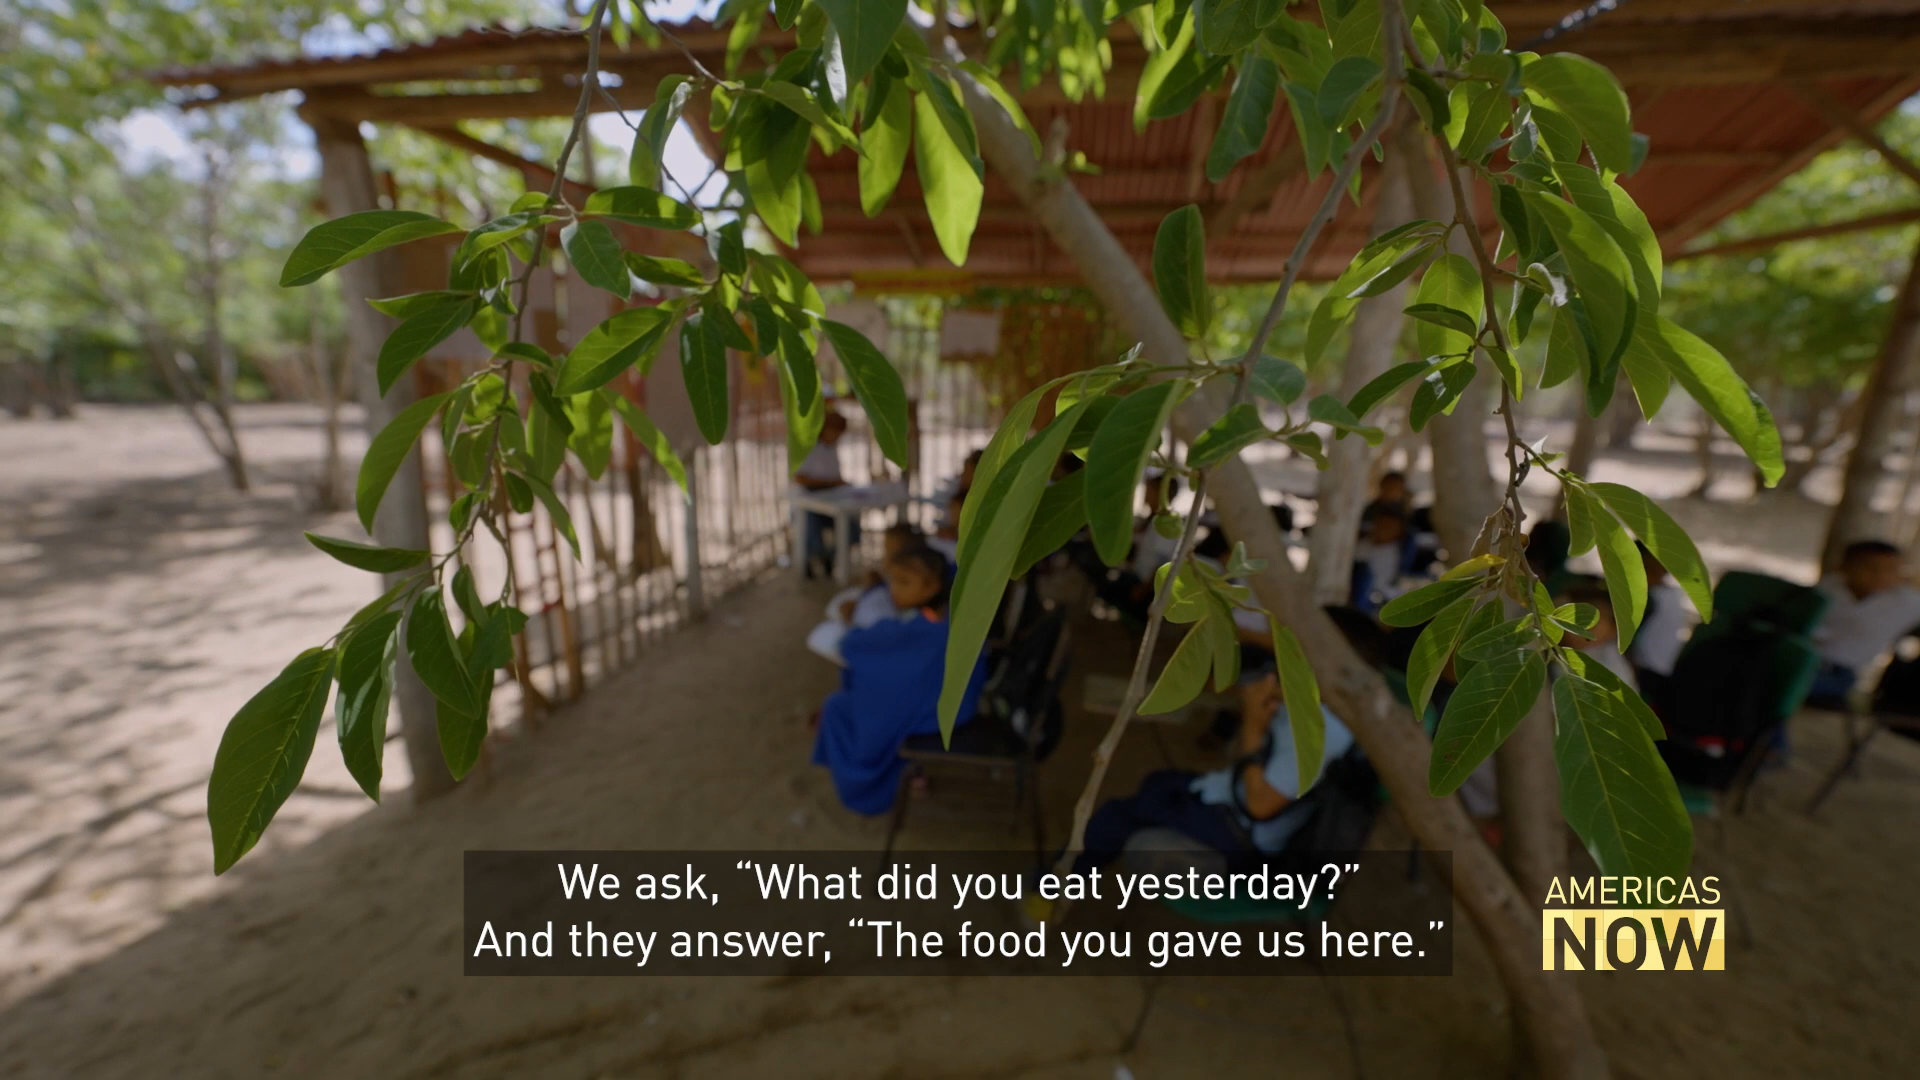 We ask, “What did you eat yesterday?”
And they answer, “The food you gave us here.”
AMERICAS
NOW